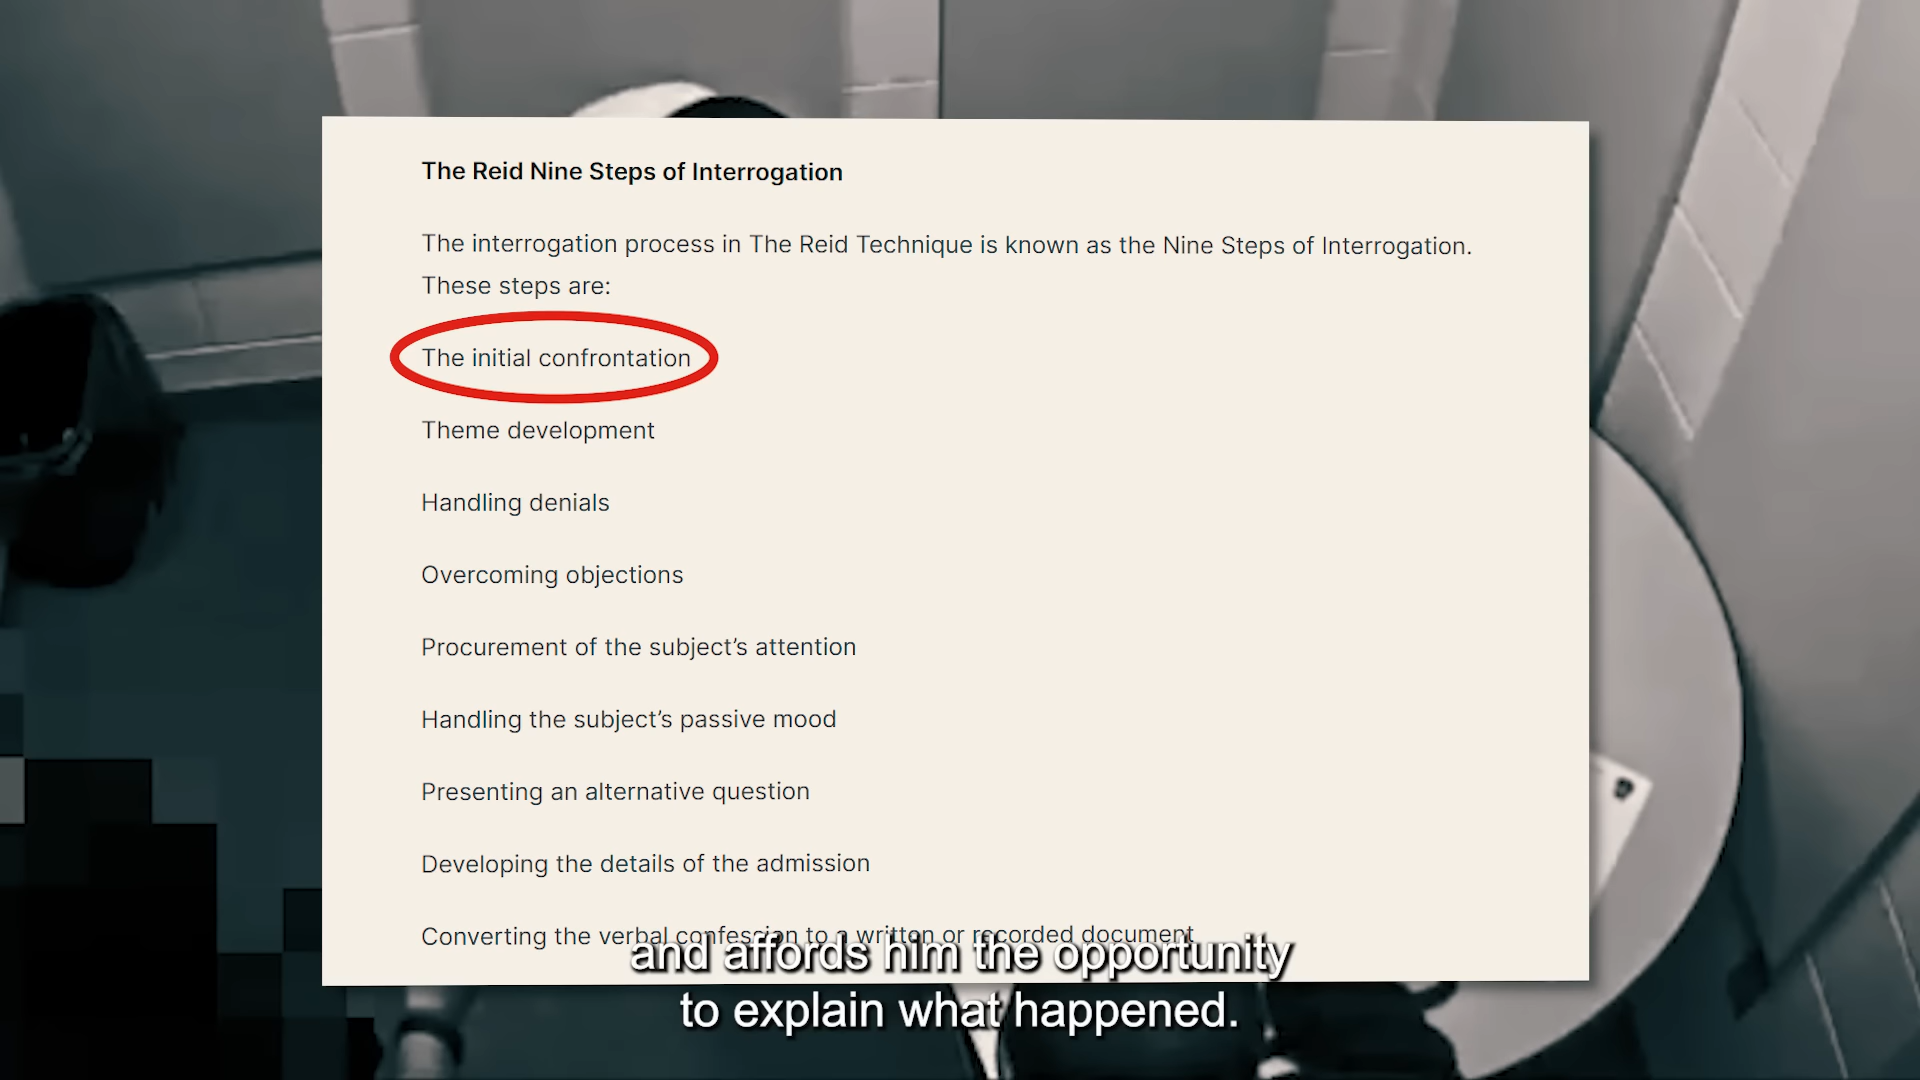 The Reid Nine Steps of Interrogation
The interrogation process in The Reid Technique is known as the Nine Steps of Interrogation.
These steps are:
The initial confrontation
Theme development
Handling denials
Overcoming objections
Procurement of the subject’s attention
Handling the subject’s passive mood
Presenting an alternative question
Developing the details of the admission
Converting the verbal confession to a written or recorded document
and affords him the opportunity
to explain what happened.